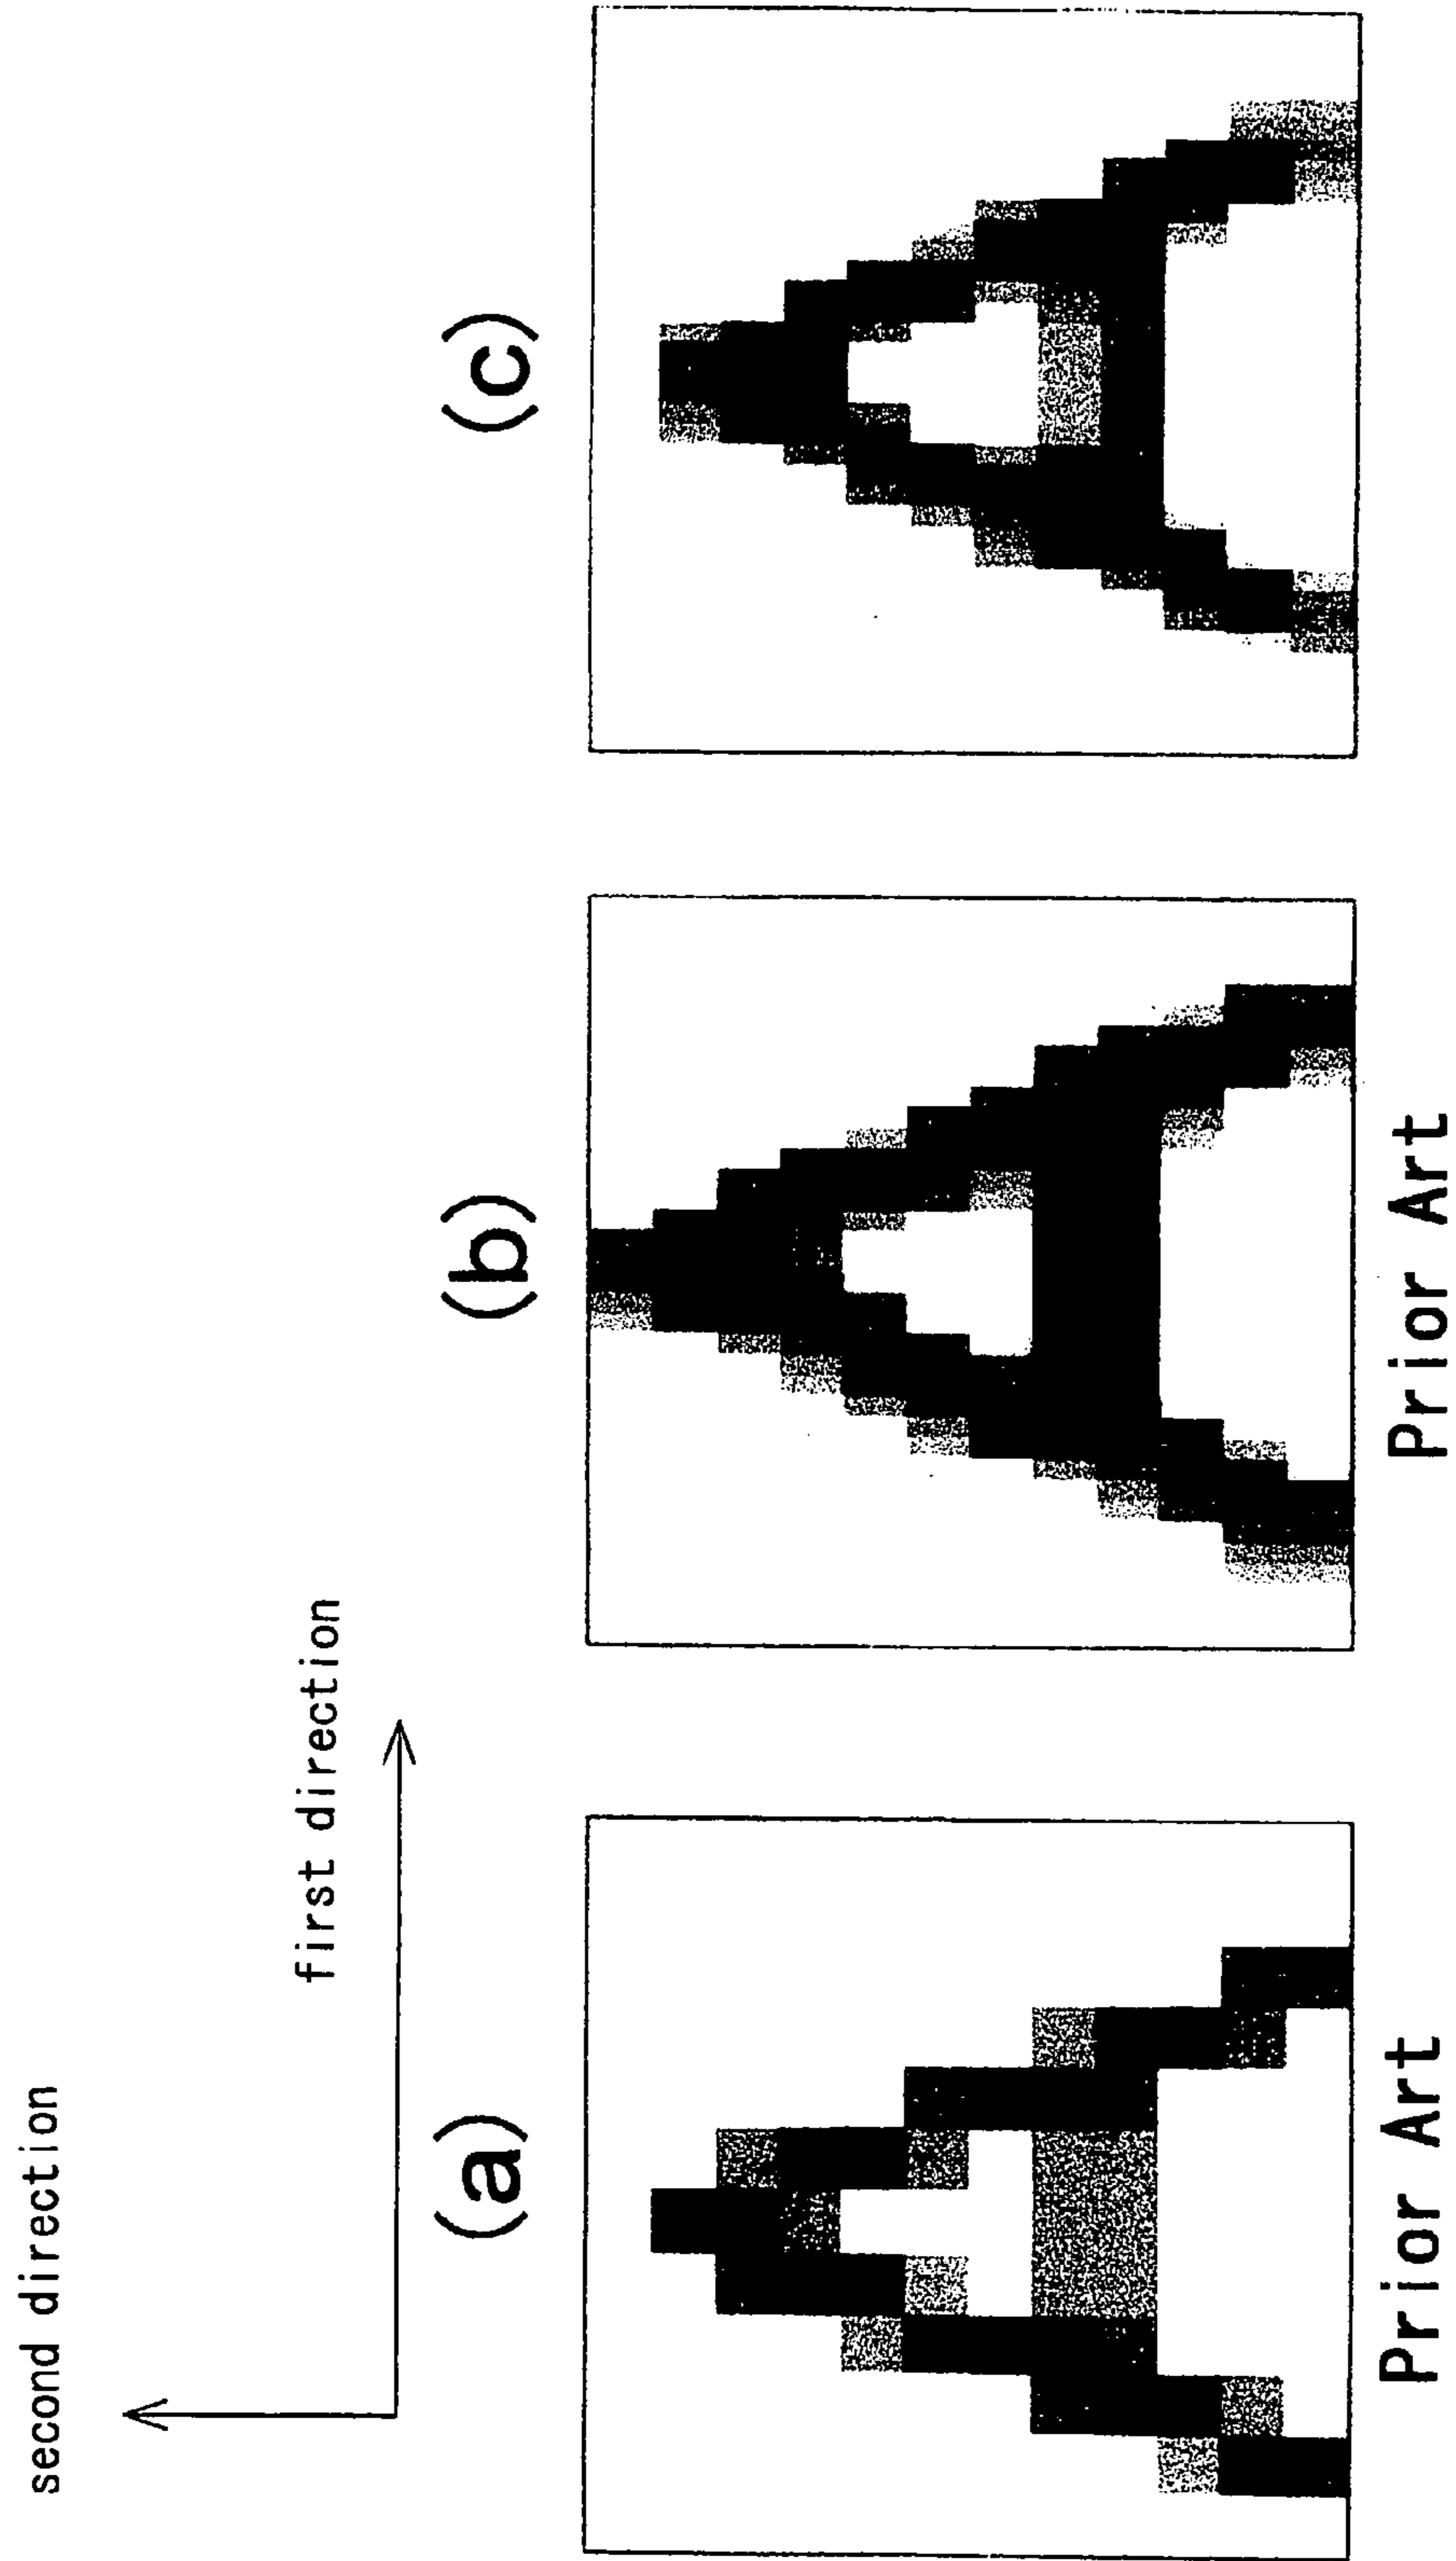 second direction
first direction
(a)
(b)
(c)
Prior Art
Prior Art